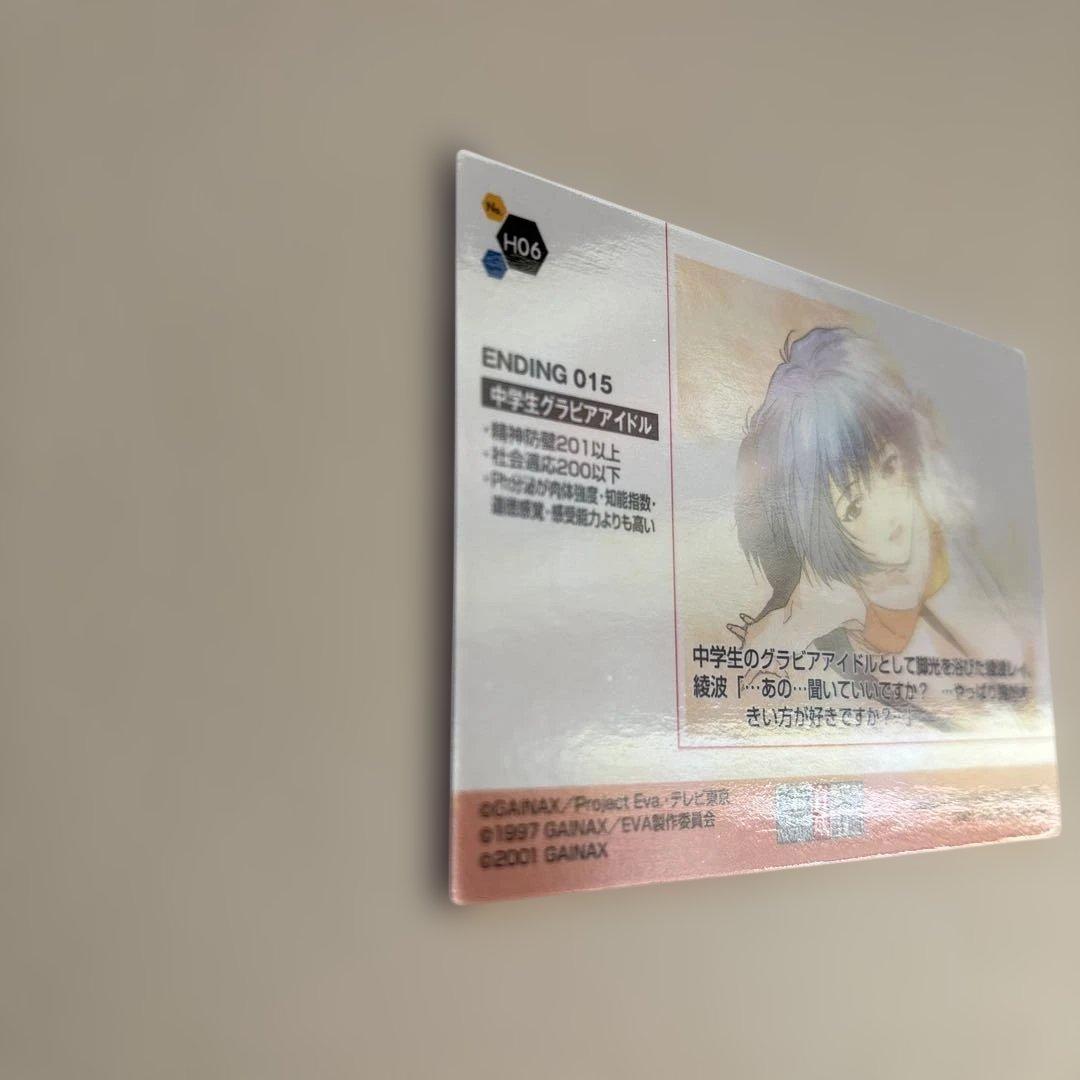 No.
H06
ENDING 015
中学生グラビアアイドル
・精神防壁201以上
・社会適応200以下
・Ph分泌が肉体強度・知能指数・
道徳感覚・感受能力よりも高い
中学生のグラビアアイドルとして脚光を浴びた綾波レイ。
綾波「…あの…聞いていいですか? …やっぱり
きい方が好きですか?…」
©GAINAX/Project Eva.・テレビ東京
©1997 GAINAX/EVA製作委員会
©2001 GAINAX